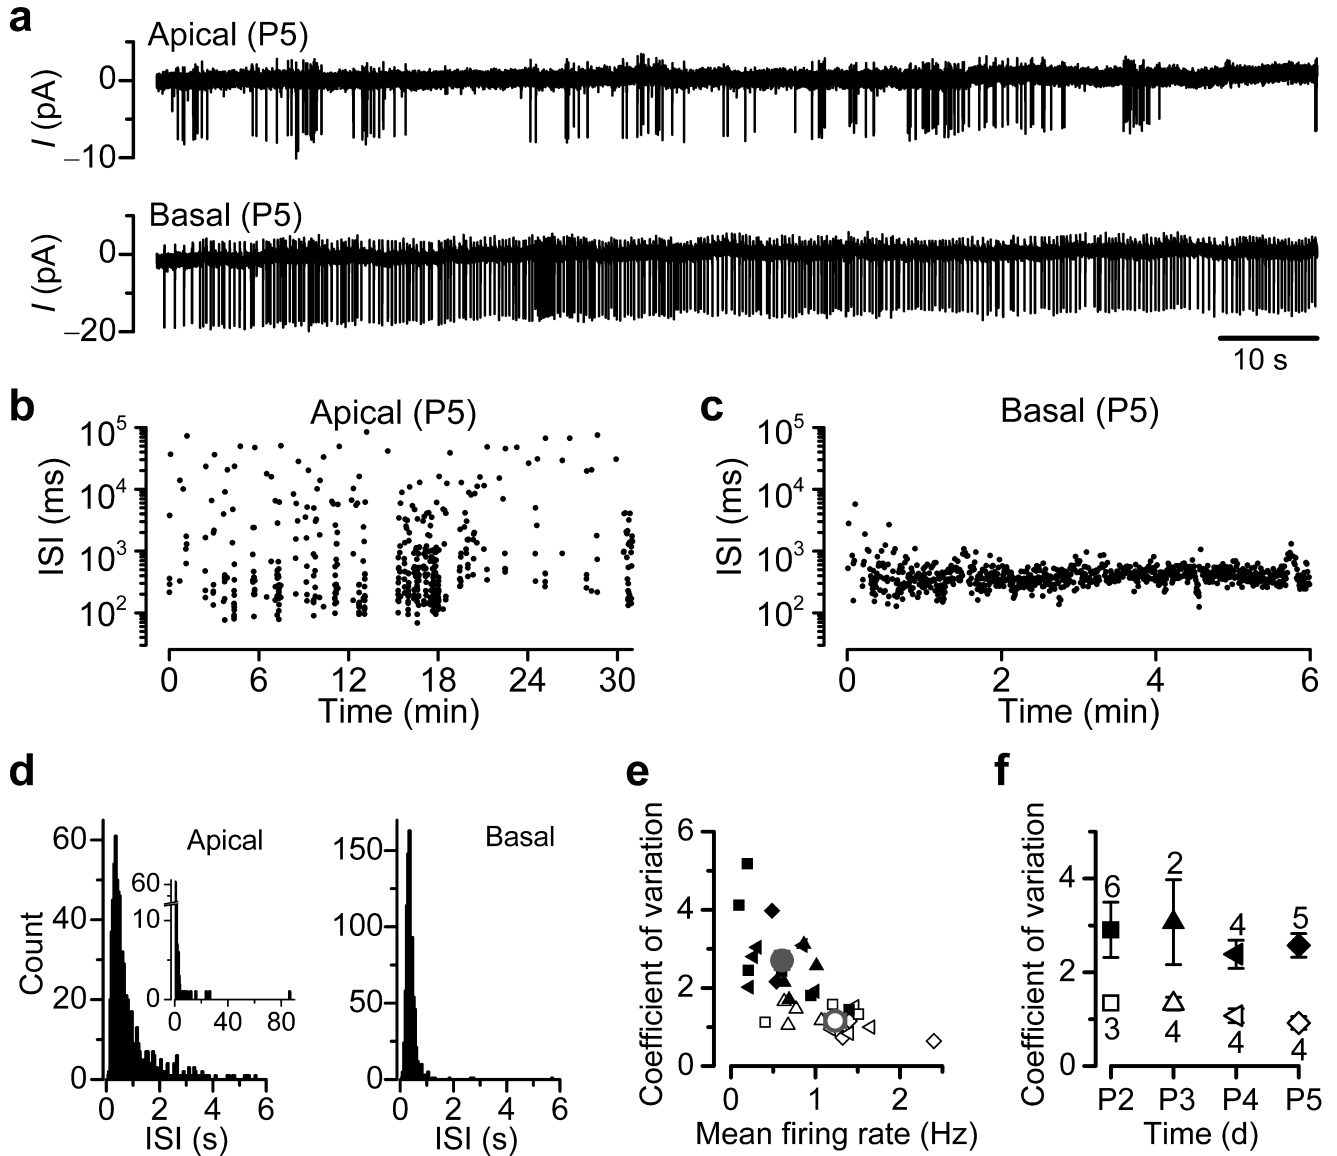 a
Apical (P5)
I (pA)
0
–10
Basal (P5)
I (pA)
0
–20
10 s
b
Apical (P5)
ISI (ms)
10^5
10^4
10^3
10^2
0 6 12 18 24 30
Time (min)
c
Basal (P5)
ISI (ms)
10^5
10^4
10^3
10^2
0 2 4 6
Time (min)
d
Apical
Count
60
40
20
0
0 2 4 6
ISI (s)
60
10
0
0 40 80
Basal
150
100
50
0
0 2 4 6
ISI (s)
e
Coefficient of variation
6
4
2
0
0 1 2
Mean firing rate (Hz)
f
Coefficient of variation
4
2
0
6 2 4 5
3 4 4 4
P2 P3 P4 P5
Time (d)